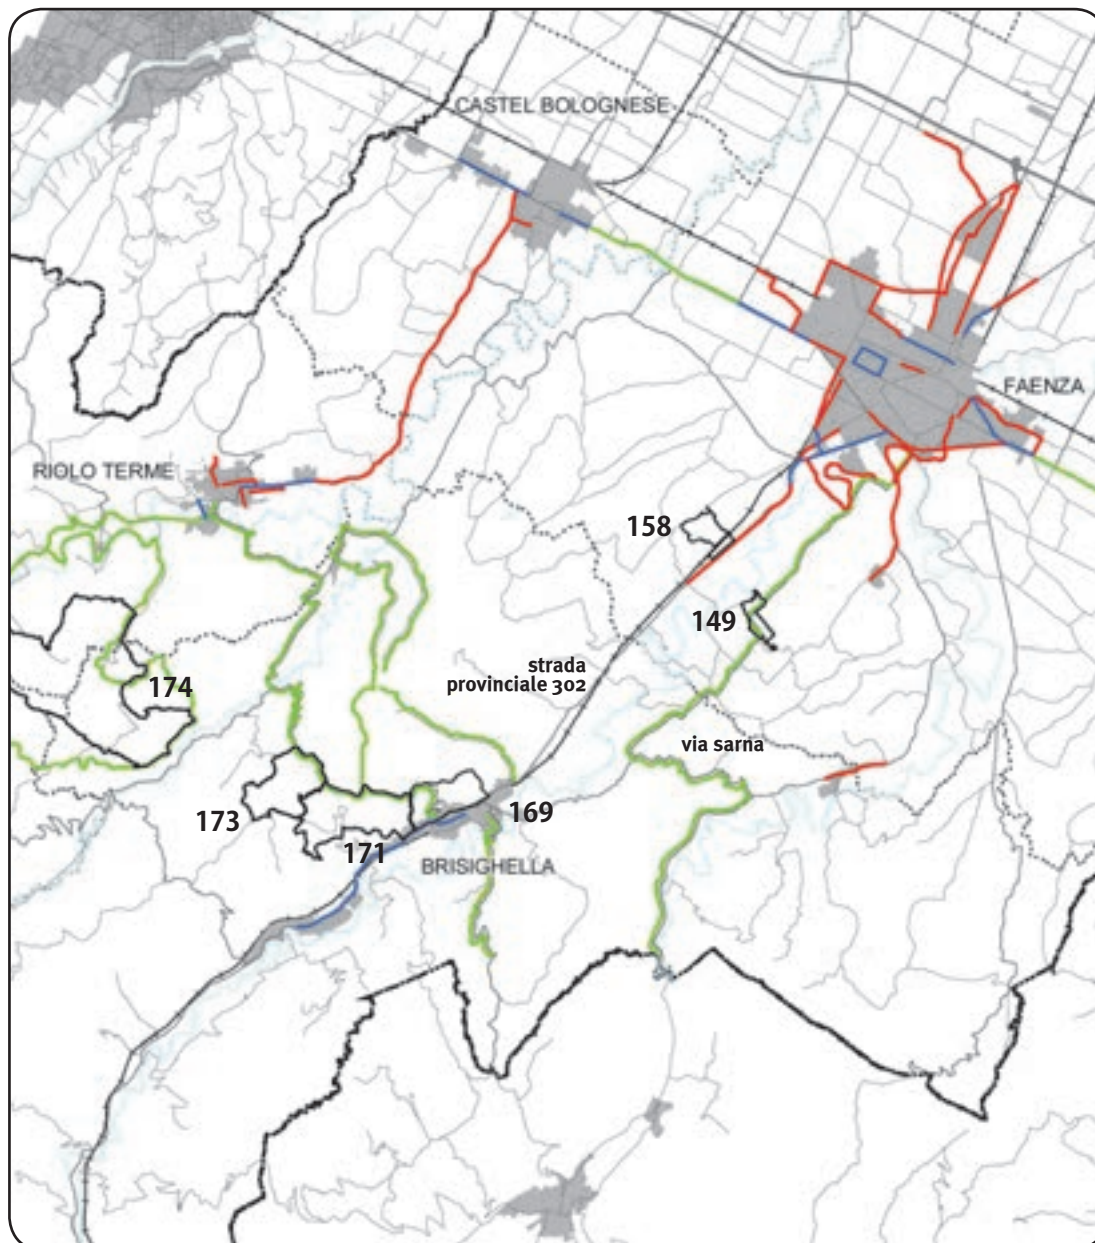 CASTEL BOLOGNESE
FAENZA
RIOLO TERME
158
149
strada
provinciale 302
174
via sarna
173
169
171
BRISIGHELLA